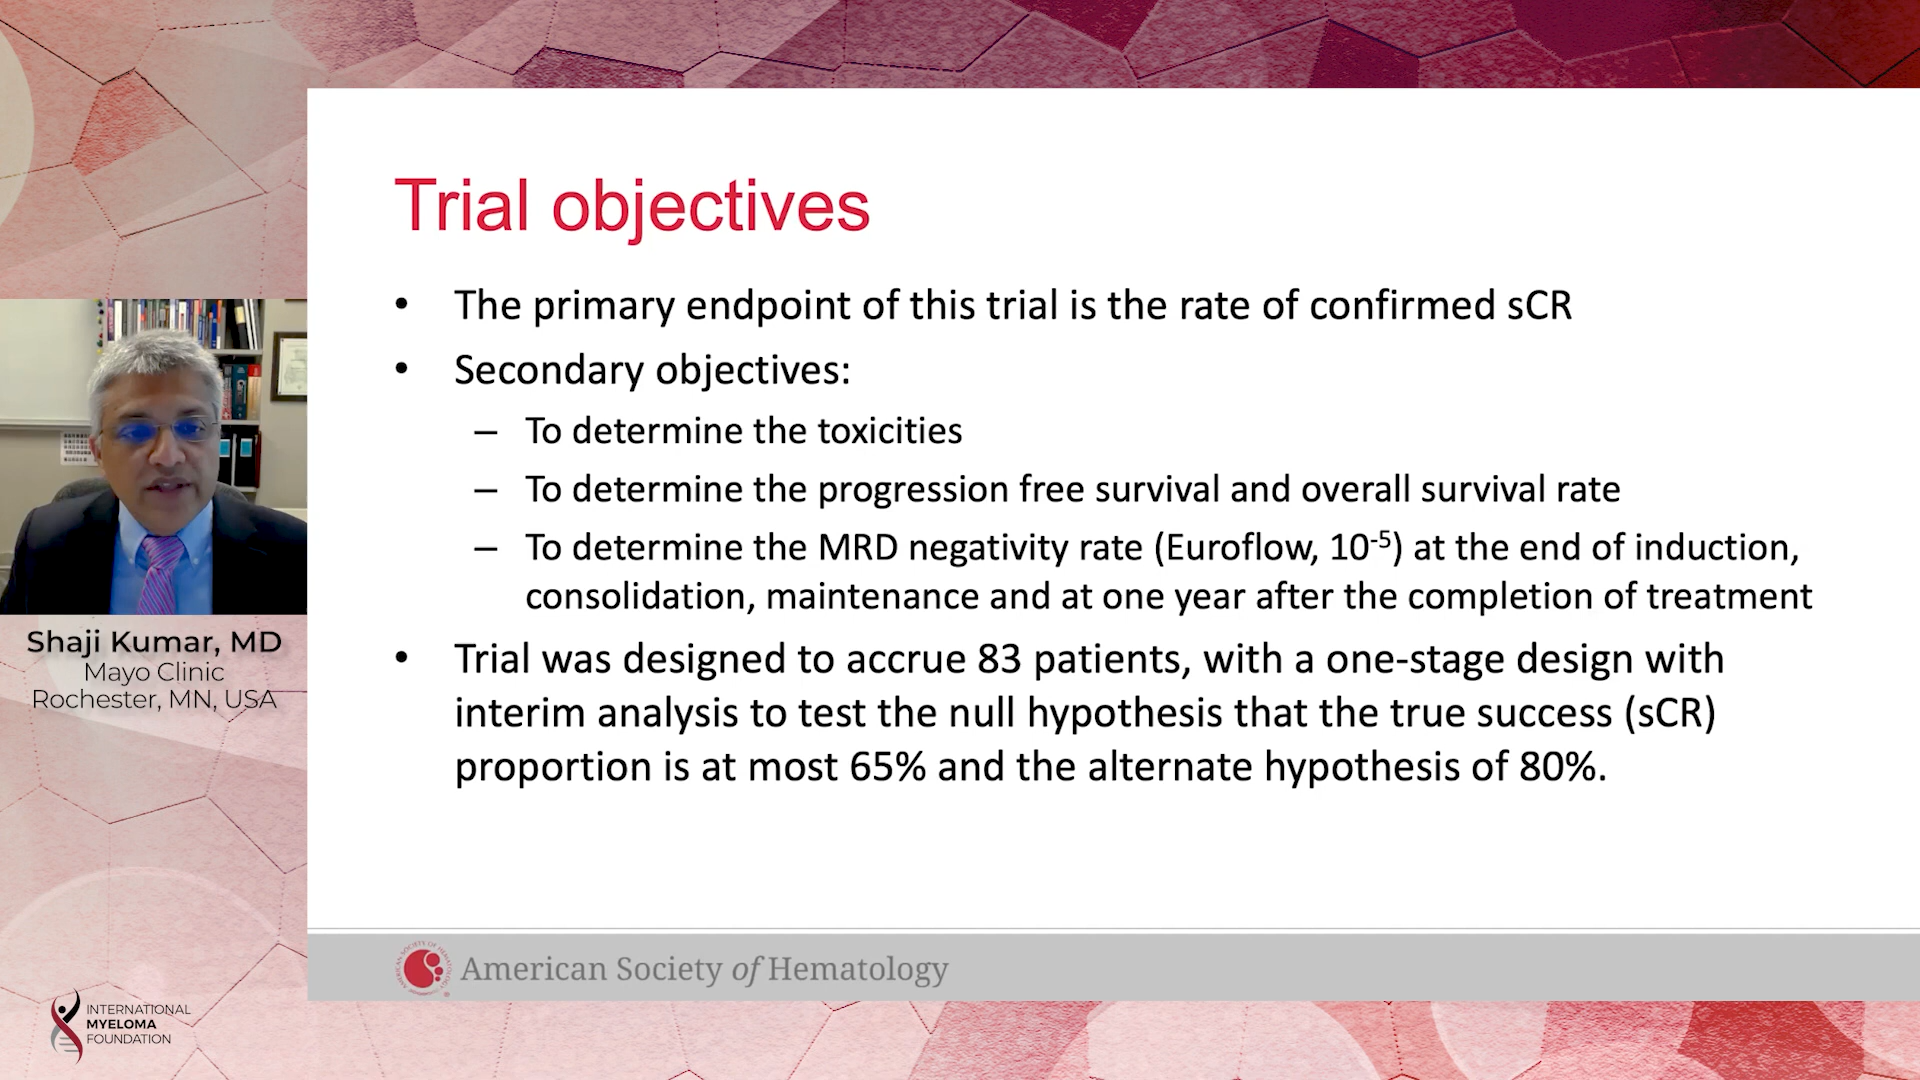 Trial objectives
• The primary endpoint of this trial is the rate of confirmed sCR
• Secondary objectives:
– To determine the toxicities
– To determine the progression free survival and overall survival rate
– To determine the MRD negativity rate (Euroflow, 10⁻⁵) at the end of induction,
consolidation, maintenance and at one year after the completion of treatment
• Trial was designed to accrue 83 patients, with a one-stage design with
interim analysis to test the null hypothesis that the true success (sCR)
proportion is at most 65% and the alternate hypothesis of 80%.
Shaji Kumar, MD
Mayo Clinic
Rochester, MN, USA
American Society of Hematology
INTERNATIONAL
MYELOMA
FOUNDATION